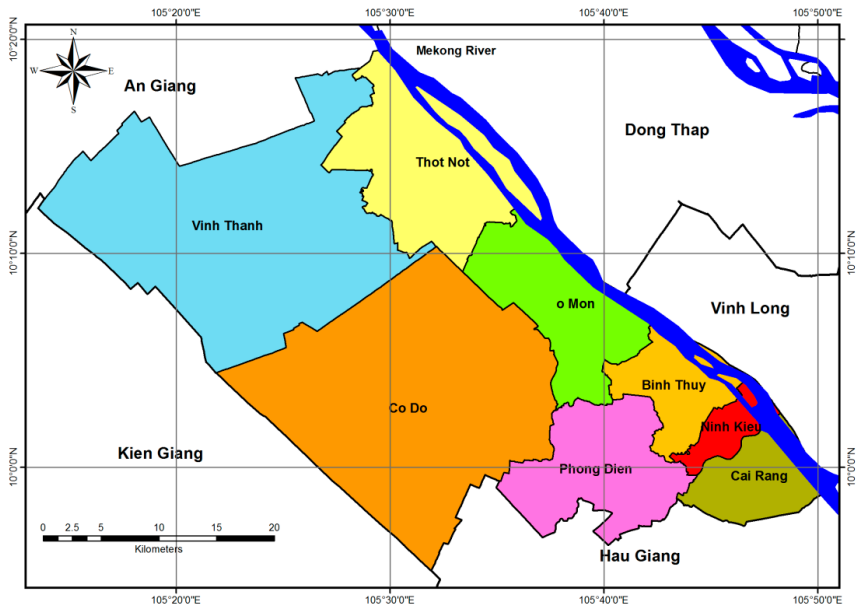 105°20'0"E 105°30'0"E 105°40'0"E 105°50'0"E
10°20'0"N 10°20'0"N
N
W E
S
Mekong River
An Giang
Dong Thap
Thot Not
Vinh Thanh
10°10'0"N 10°10'0"N
o Mon
Vinh Long
Binh Thuy
Co Do
Ninh Kieu
Kien Giang
Phong Dien
Cai Rang
10°0'0"N 10°0'0"N
0 2.5 5 10 15 20
Kilometers
Hau Giang
105°20'0"E 105°30'0"E 105°40'0"E 105°50'0"E